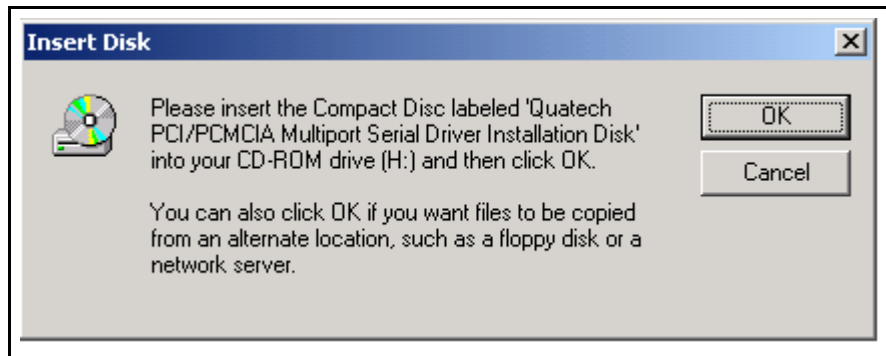 Insert Disk
Please insert the Compact Disc labeled 'Quatech
PCI/PCMCIA Multiport Serial Driver Installation Disk'
into your CD-ROM drive (H:) and then click OK.
You can also click OK if you want files to be copied
from an alternate location, such as a floppy disk or a
network server.
OK
Cancel